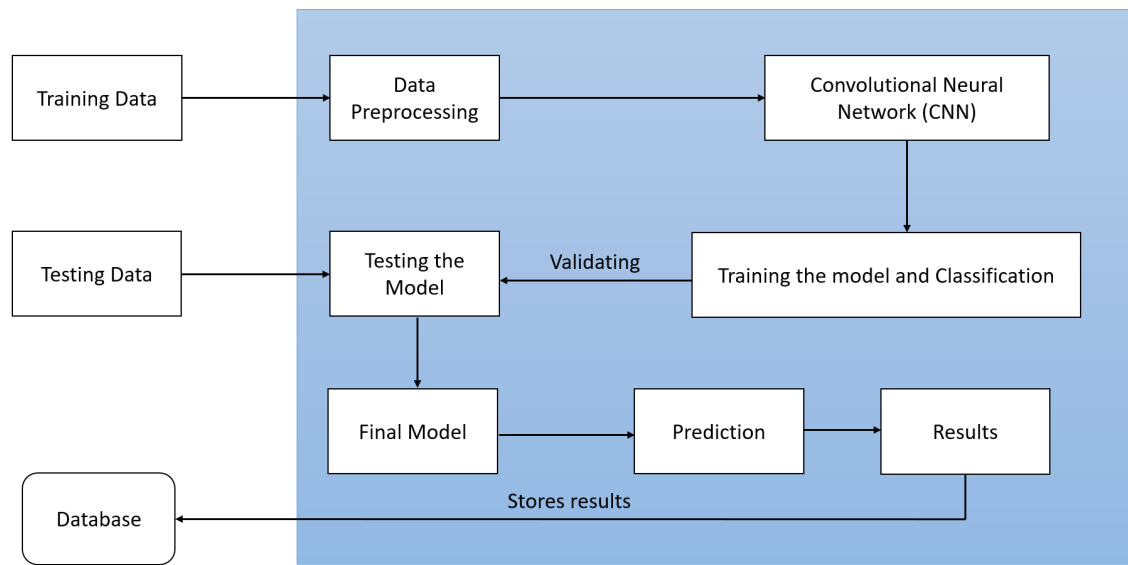 Training Data
Data
Preprocessing
Convolutional Neural
Network (CNN)
Testing Data
Testing the
Model
Validating
Training the model and Classification
Final Model
Prediction
Results
Stores results
Database